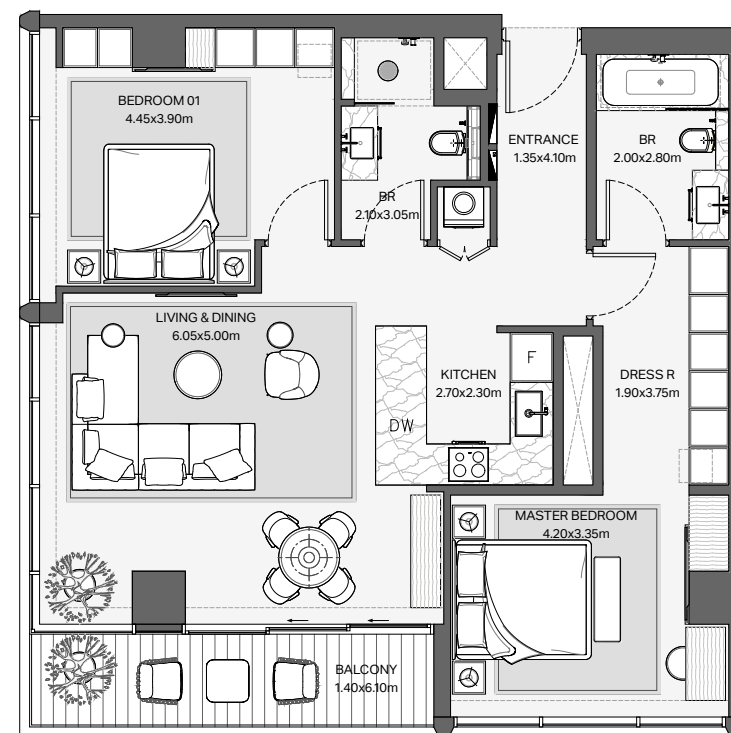 BEDROOM 01
4.45x3.90m
BR
2.10x3.05m
ENTRANCE
1.35x4.10m
BR
2.00x2.80m
LIVING & DINING
6.05x5.00m
KITCHEN
2.70x2.30m
F
DW
DRESS R
1.90x3.75m
MASTER BEDROOM
4.20x3.35m
BALCONY
1.40x6.10m